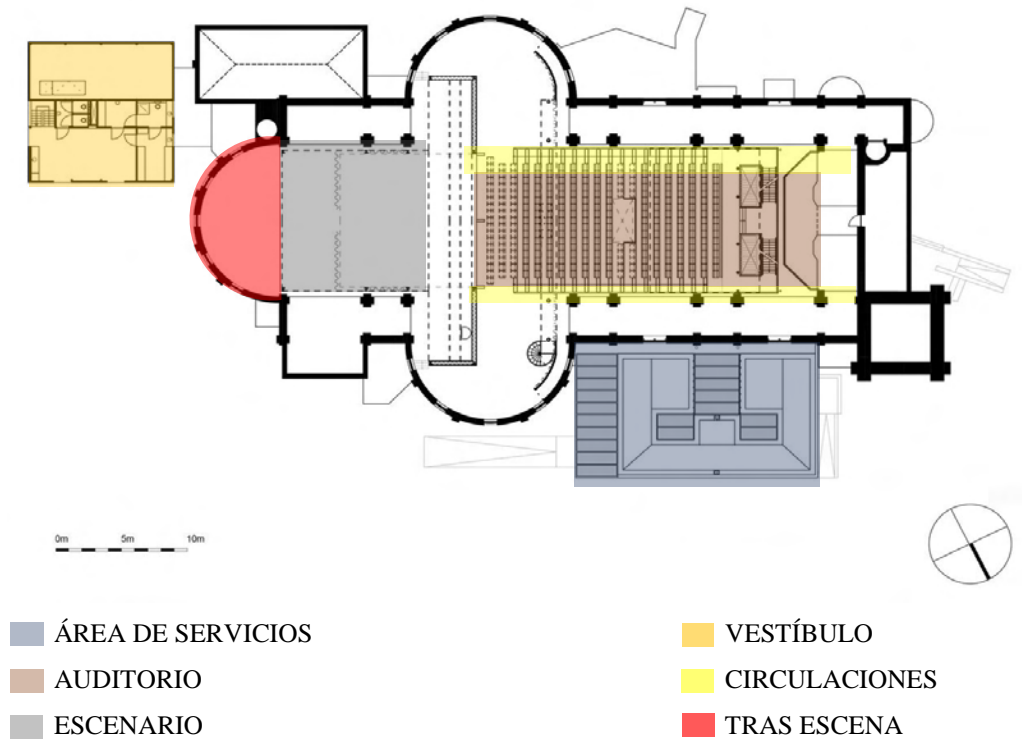 0m 5m 10m
ÁREA DE SERVICIOS
AUDITORIO
ESCENARIO
VESTÍBULO
CIRCULACIONES
TRAS ESCENA